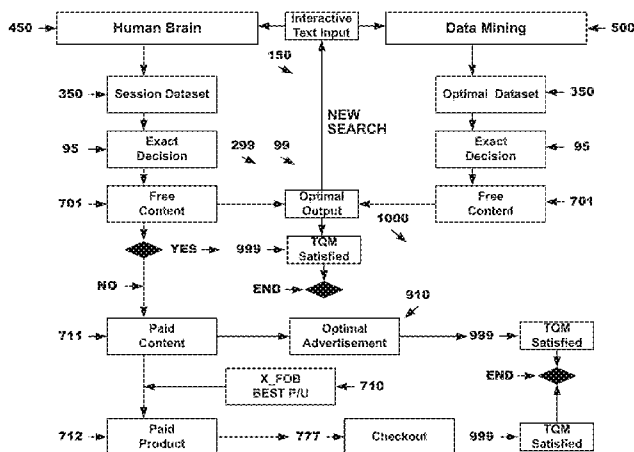 450 Human Brain Interactive Text Input Data Mining 500
150
350 Session Dataset Optimal Dataset 350
NEW SEARCH
95 Exact Decision 299 99 Exact Decision 95
701 Free Content Optimal Output Free Content 701
1000
YES 999 TQM Satisfied
NO END
910
711 Paid Content Optimal Advertisement 999 TQM Satisfied
X_FOB BEST P/U 710 END
712 Paid Product 777 Checkout 999 TQM Satisfied